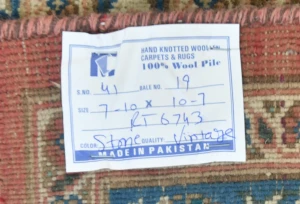 HAND KNOTTED WOOLLEN
CARPETS & RUGS
100% Wool Pile
S.NO 41 BALE NO. 19
SIZE 7-10 x 10-7
RT 6743
COLOR Stone QUALITY Vintage
MADE IN PAKISTAN